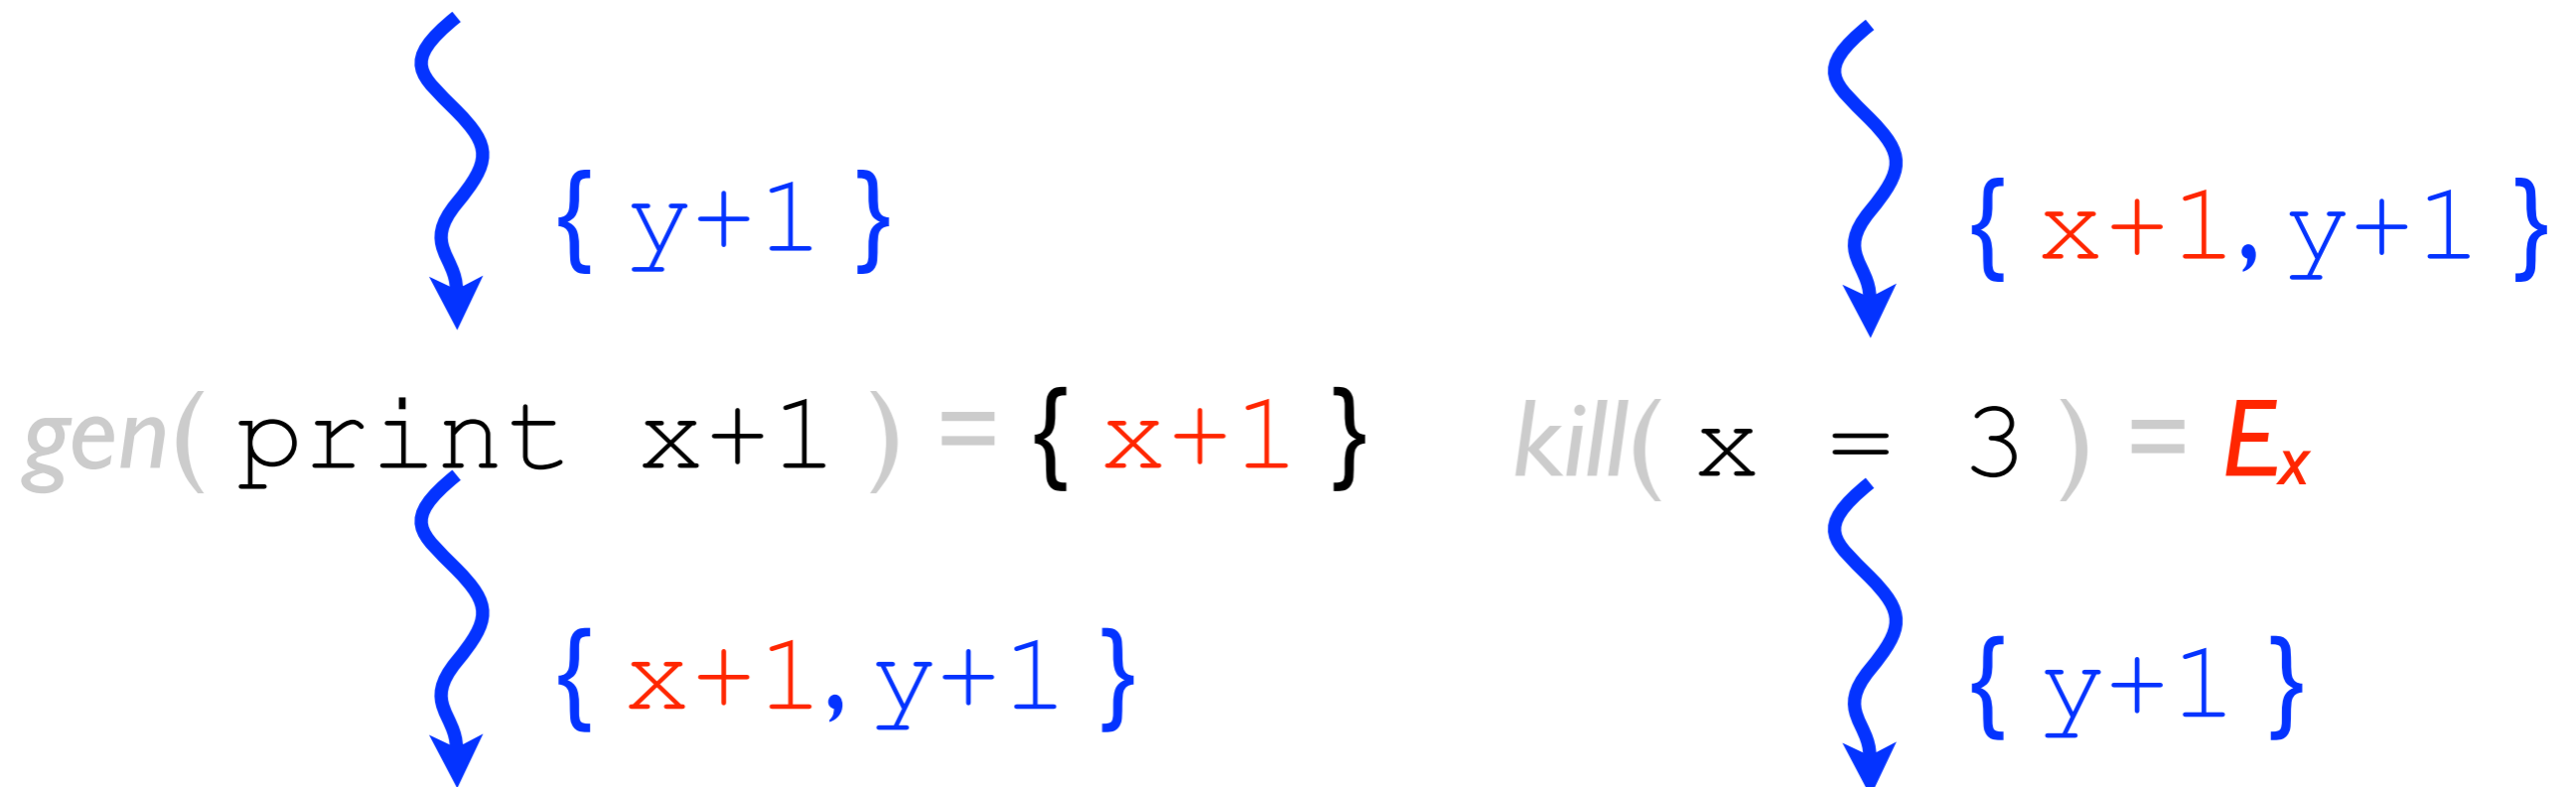 { y+1 }
{ x+1, y+1 }
gen( print x+1 ) = { x+1 }
kill( x = 3 ) = Ex
{ x+1, y+1 }
{ y+1 }